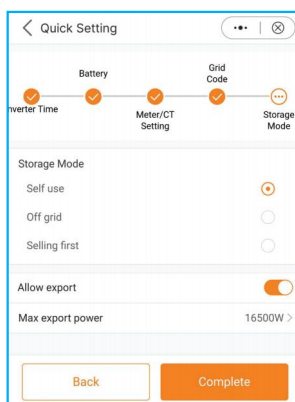 Quick Setting
Battery
Grid
Code
nverter Time
Meter/CT
Setting
Storage
Mode
Storage Mode
Self use
Off grid
Selling first
Allow export
Max export power 16500W >
Back
Complete